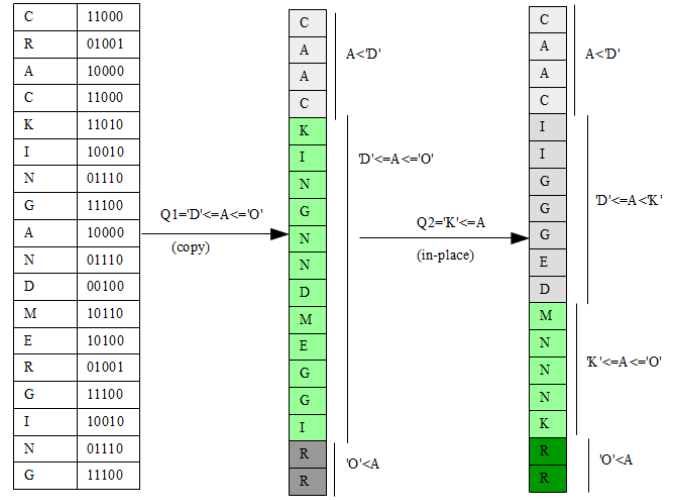 C 11000
R 01001
A 10000
C 11000
K 11010
I 10010
N 01110
G 11100
A 10000
N 01110
D 00100
M 10110
E 10100
R 01001
G 11100
I 10010
N 01110
G 11100
Q1='D'<=A<='O'
(copy)
C
A
A
C
K
I
N
G
N
N
D
M
E
G
G
I
R
R
A<'D'
'D'<=A<='O'
'O'<A
Q2='K'<=A
(in-place)
C
A
A
C
I
I
G
G
G
E
D
M
N
N
N
K
R
R
A<'D'
'D'<=A<'K'
'K'<=A<='O'
'O'<A